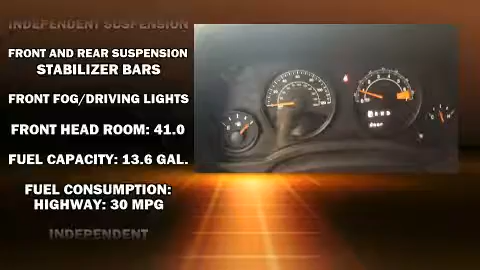 INDEPENDENT SUSPENSION
FRONT AND REAR SUSPENSION
STABILIZER BARS
FRONT FOG/DRIVING LIGHTS
FRONT HEAD ROOM: 41.0
FUEL CAPACITY: 13.6 GAL.
FUEL CONSUMPTION:
HIGHWAY: 30 MPG
INDEPENDENT